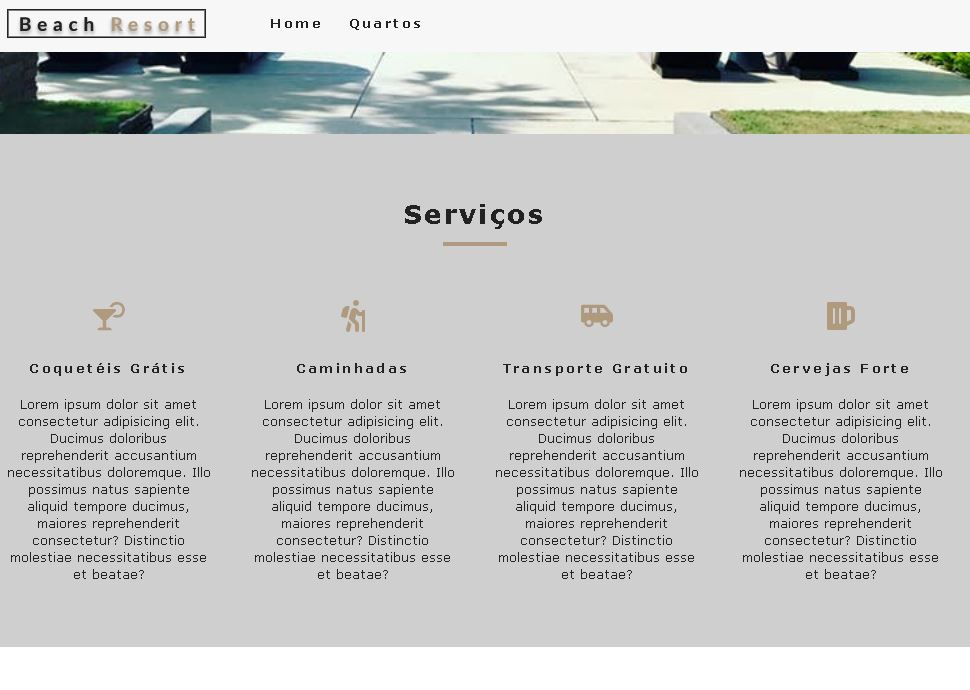 Beach Resort
Home Quartos
Serviços
Coquetéis Grátis
Lorem ipsum dolor sit amet
consectetur adipisicing elit.
Ducimus doloribus
reprehenderit accusantium
necessitatibus doloremque. Illo
possimus natus sapiente
aliquid tempore ducimus,
maiores reprehenderit
consectetur? Distinctio
molestiae necessitatibus esse
et beatae?
Caminhadas
Lorem ipsum dolor sit amet
consectetur adipisicing elit.
Ducimus doloribus
reprehenderit accusantium
necessitatibus doloremque. Illo
possimus natus sapiente
aliquid tempore ducimus,
maiores reprehenderit
consectetur? Distinctio
molestiae necessitatibus esse
et beatae?
Transporte Gratuito
Lorem ipsum dolor sit amet
consectetur adipisicing elit.
Ducimus doloribus
reprehenderit accusantium
necessitatibus doloremque. Illo
possimus natus sapiente
aliquid tempore ducimus,
maiores reprehenderit
consectetur? Distinctio
molestiae necessitatibus esse
et beatae?
Cervejas Forte
Lorem ipsum dolor sit amet
consectetur adipisicing elit.
Ducimus doloribus
reprehenderit accusantium
necessitatibus doloremque. Illo
possimus natus sapiente
aliquid tempore ducimus,
maiores reprehenderit
consectetur? Distinctio
molestiae necessitatibus esse
et beatae?